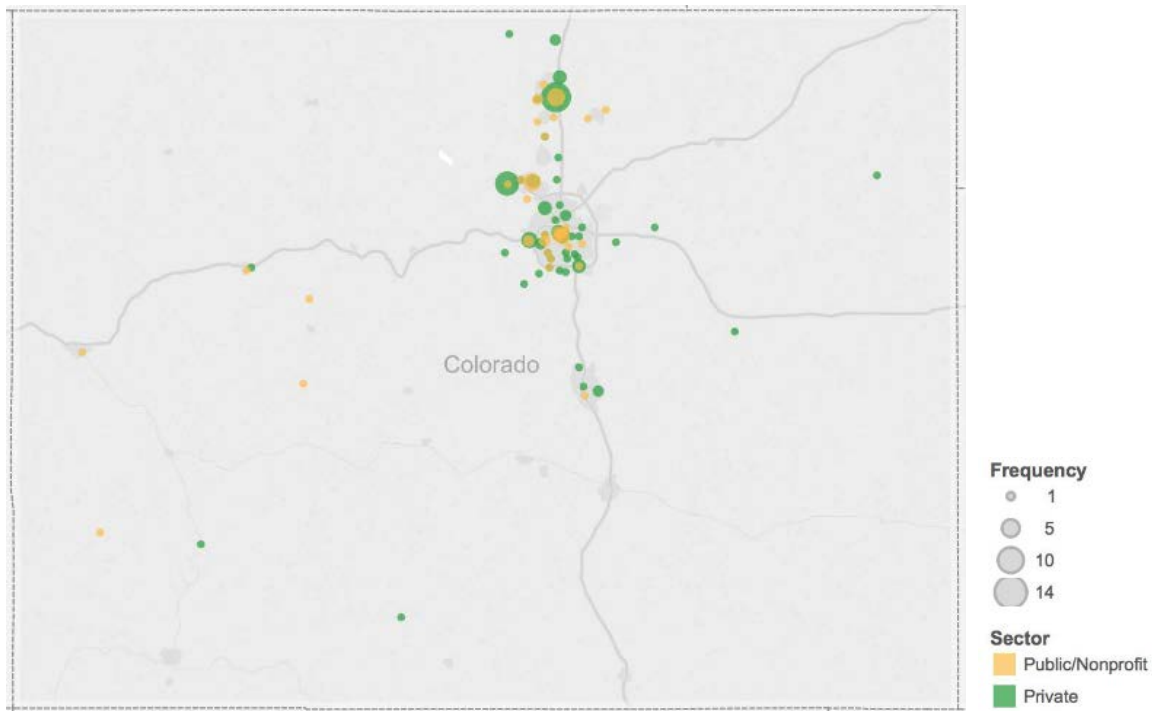 Colorado
Frequency
1
5
10
14
Sector
Public/Nonprofit
Private